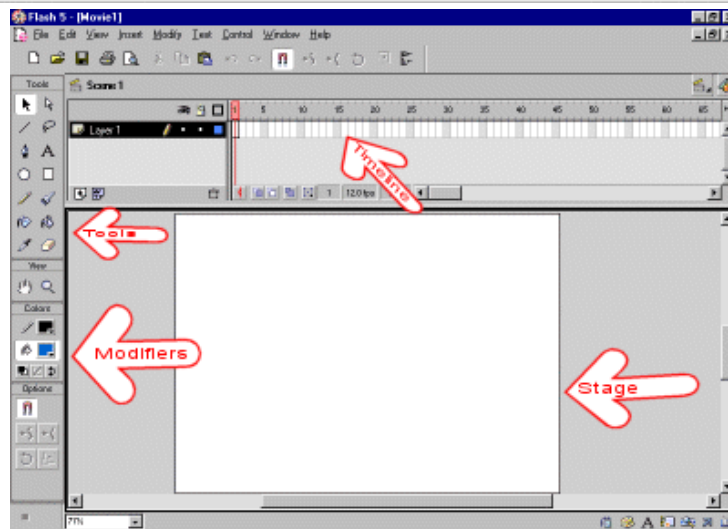 Flash 5 - [Movie1]
File Edit View Insert Modify Text Control Window Help
Tools
Scene 1
1 5 10 15 20 25 30 35 40 45 50 55 60 65
Layer 1
Timeline
1 12.0 fps
Tools
View
Colors
Modifiers
Options
Stage
77%